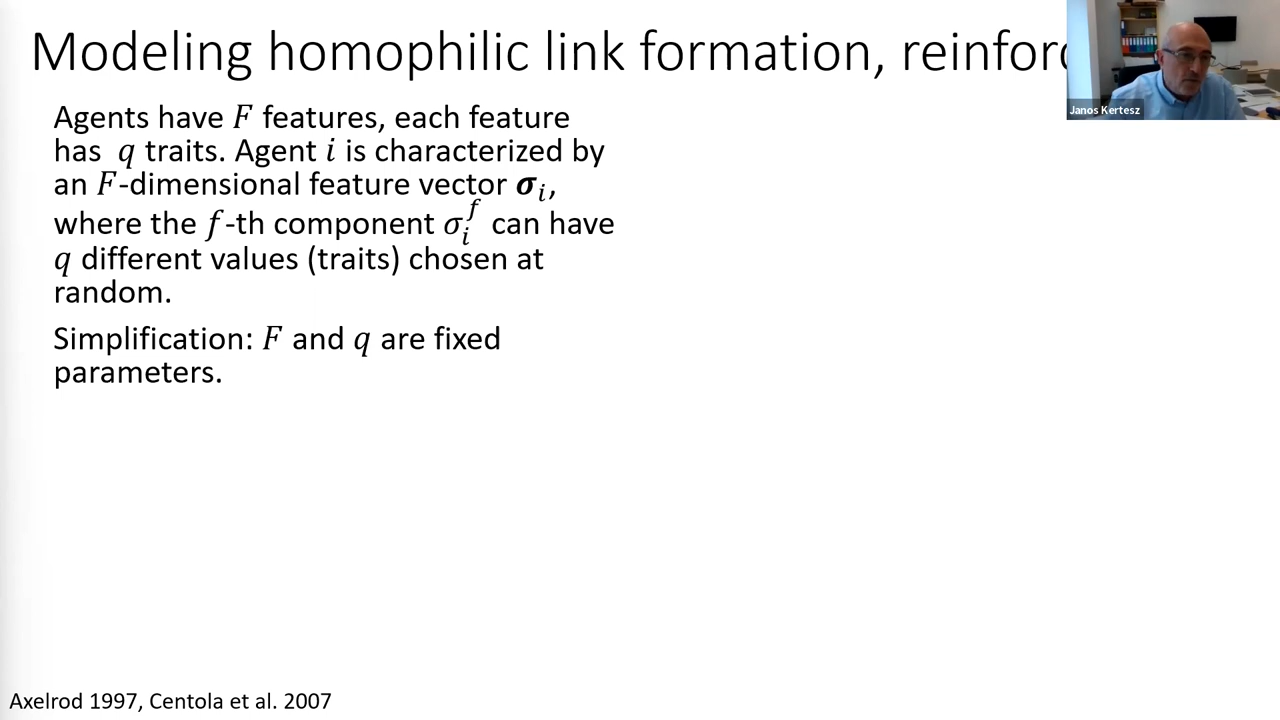 Modeling homophilic link formation, reinforc
Janos Kertesz
Agents have F features, each feature
has q traits. Agent i is characterized by
an F-dimensional feature vector σᵢ,
where the f-th component σᵢᶠ can have
q different values (traits) chosen at
random.
Simplification: F and q are fixed
parameters.
Axelrod 1997, Centola et al. 2007